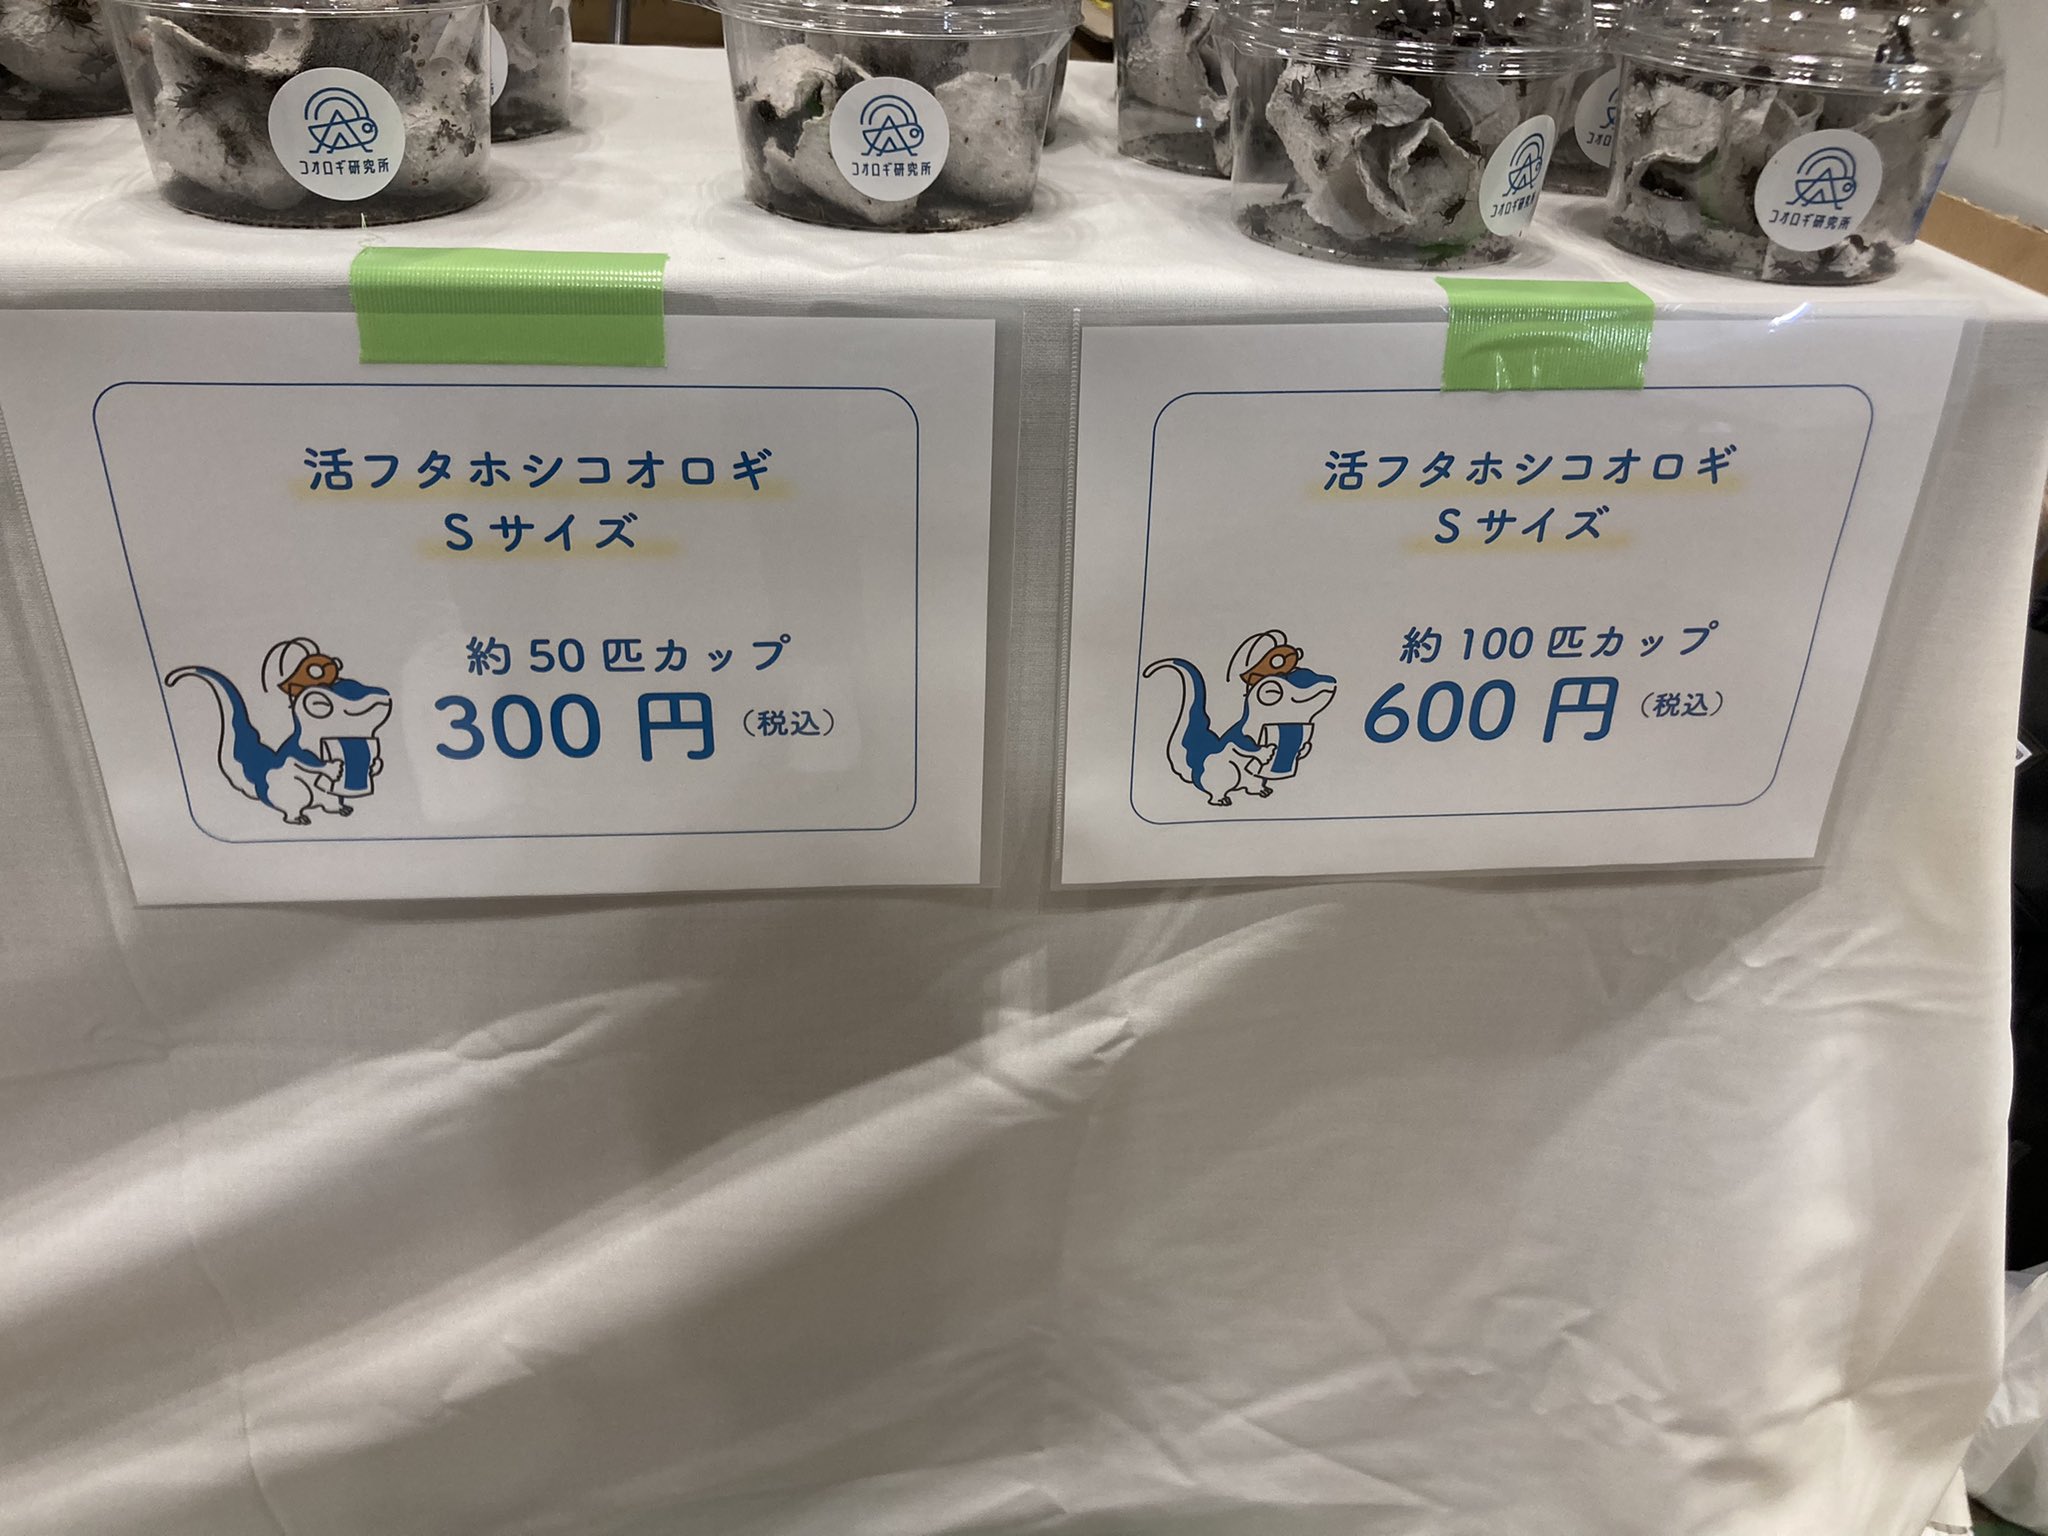 コオロギ研究所
コオロギ研究所
コオロギ研究所
コオロギ研究所
活フタホシコオロギ
Sサイズ
約50匹カップ
300円（税込）
活フタホシコオロギ
Sサイズ
約100匹カップ
600円（税込）